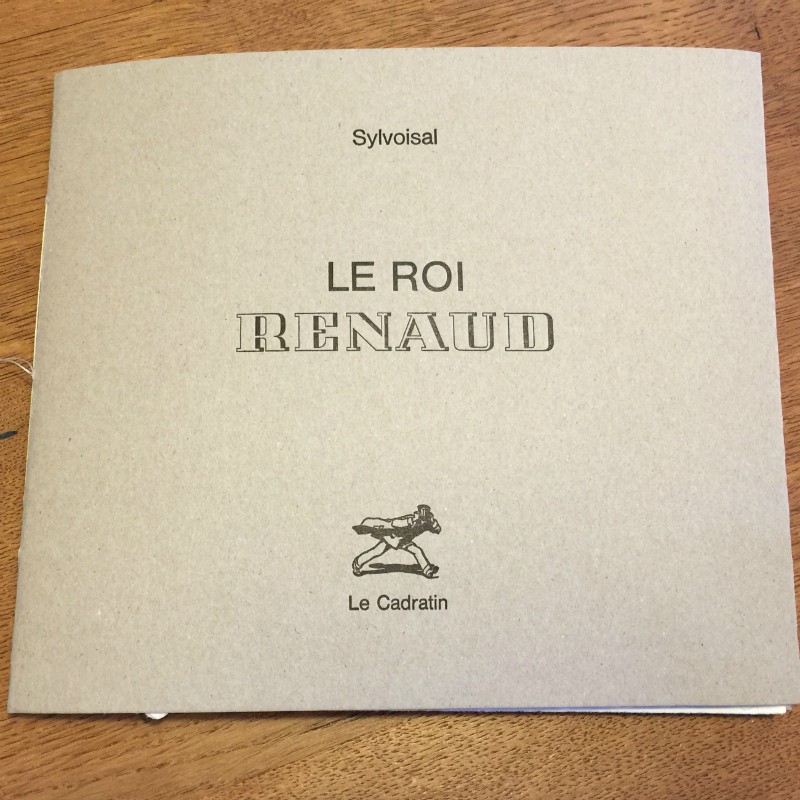 Sylvoisal
LE ROI
RENAUD
Le Cadratin